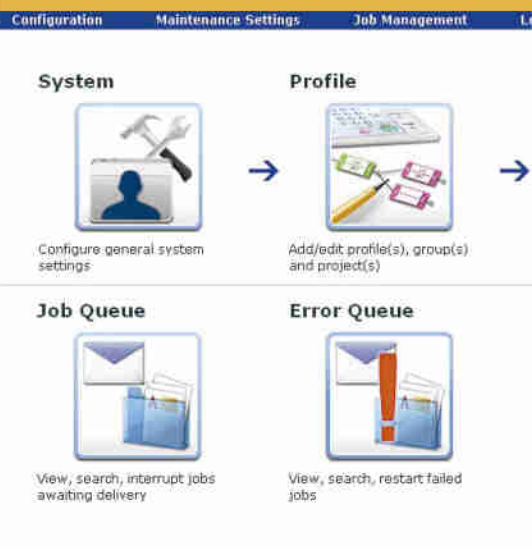 Configuration Maintenance Settings Job Management
System Profile
Configure general system Add/edit profile(s), group(s)
settings and project(s)
Job Queue Error Queue
View, search, interrupt jobs View, search, restart failed
awaiting delivery jobs